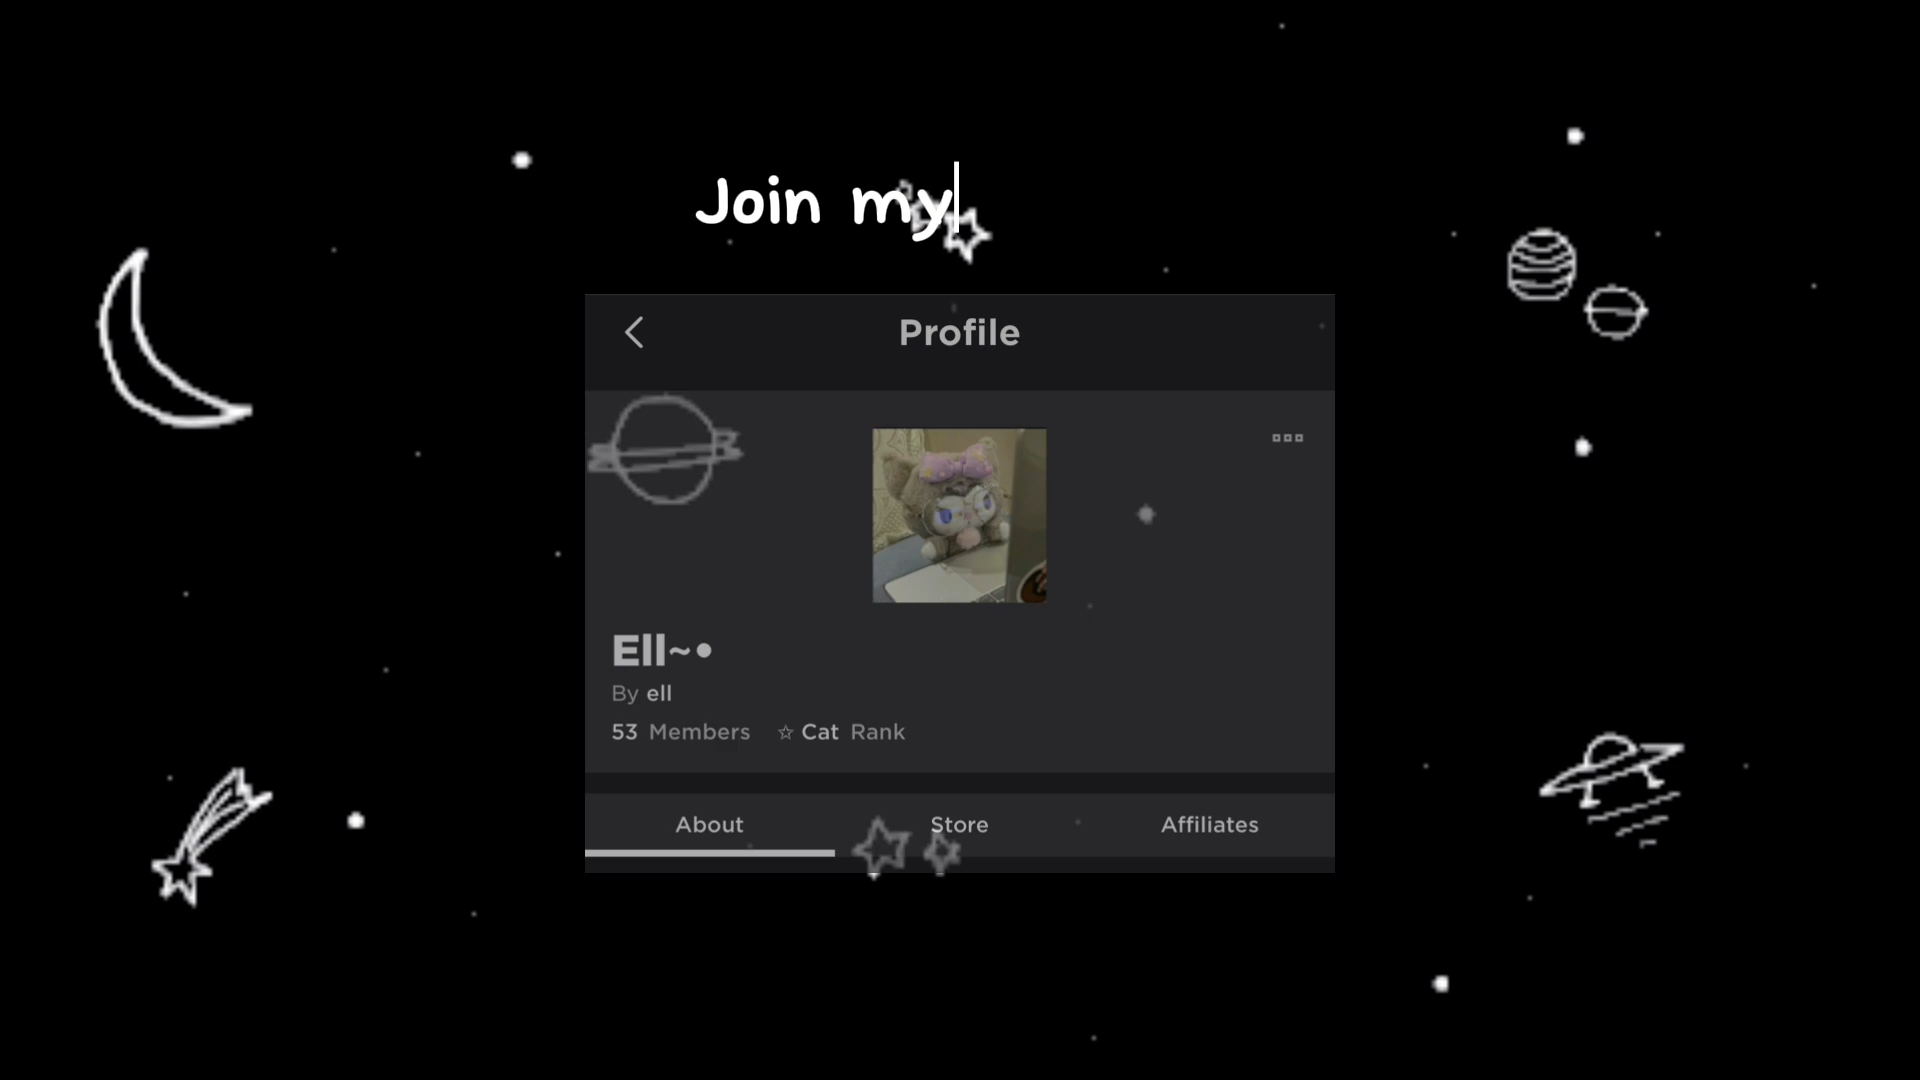 Join my
Profile
Ell~•
By ell
53 Members ☆ Cat Rank
About Store Affiliates